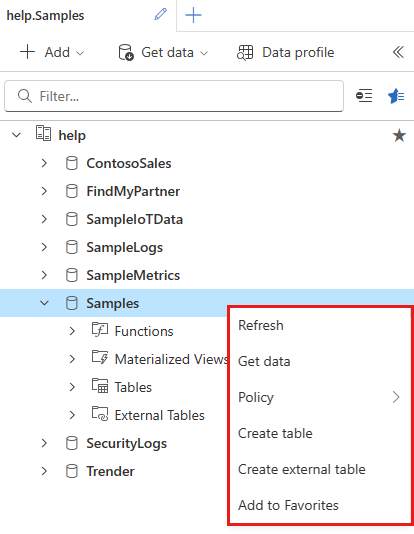 help.Samples
Add
Get data
Data profile
Filter...
help
ContosoSales
FindMyPartner
SampleIoTData
SampleLogs
SampleMetrics
Samples
Functions
Materialized Views
Tables
External Tables
SecurityLogs
Trender
Refresh
Get data
Policy
Create table
Create external table
Add to Favorites